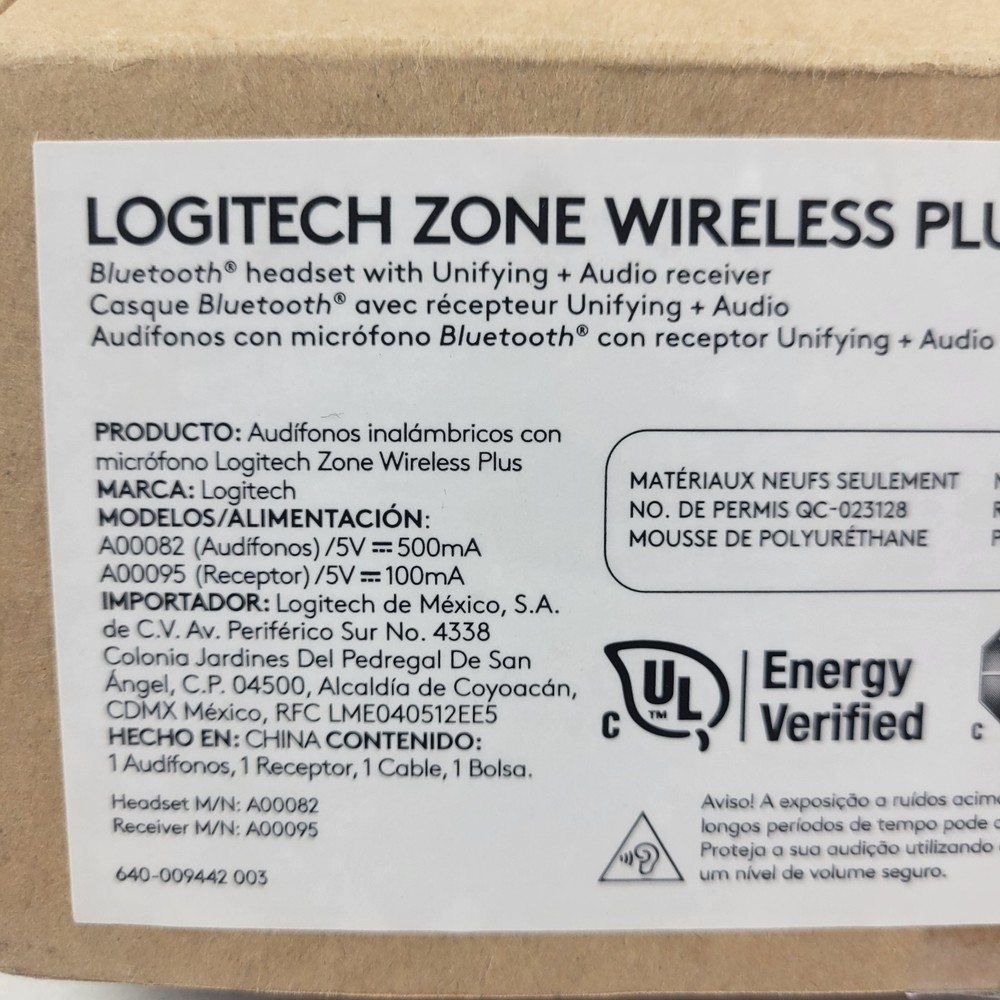 LOGITECH ZONE WIRELESS PLU
Bluetooth® headset with Unifying + Audio receiver
Casque Bluetooth® avec récepteur Unifying + Audio
Audífonos con micrófono Bluetooth® con receptor Unifying + Audio
PRODUCTO: Audífonos inalámbricos con
micrófono Logitech Zone Wireless Plus
MARCA: Logitech
MODELOS/ALIMENTACIÓN:
A00082 (Audífonos)/5V ⎓ 500mA
A00095 (Receptor)/5V ⎓ 100mA
IMPORTADOR: Logitech de México, S.A.
de C.V. Av. Periférico Sur No. 4338
Colonia Jardines Del Pedregal De San
Ángel, C.P. 04500, Alcaldía de Coyoacán,
CDMX México, RFC LME040512EE5
HECHO EN: CHINA CONTENIDO:
1 Audífonos, 1 Receptor, 1 Cable, 1 Bolsa.
Headset M/N: A00082
Receiver M/N: A00095
640-009442 003
MATÉRIAUX NEUFS SEULEMENT
NO. DE PERMIS QC-023128
MOUSSE DE POLYURÉTHANE
C UL ™
Energy
Verified
C
Aviso! A exposição a ruídos acim
longos períodos de tempo pode
Proteja a sua audição utilizando
um nível de volume seguro.